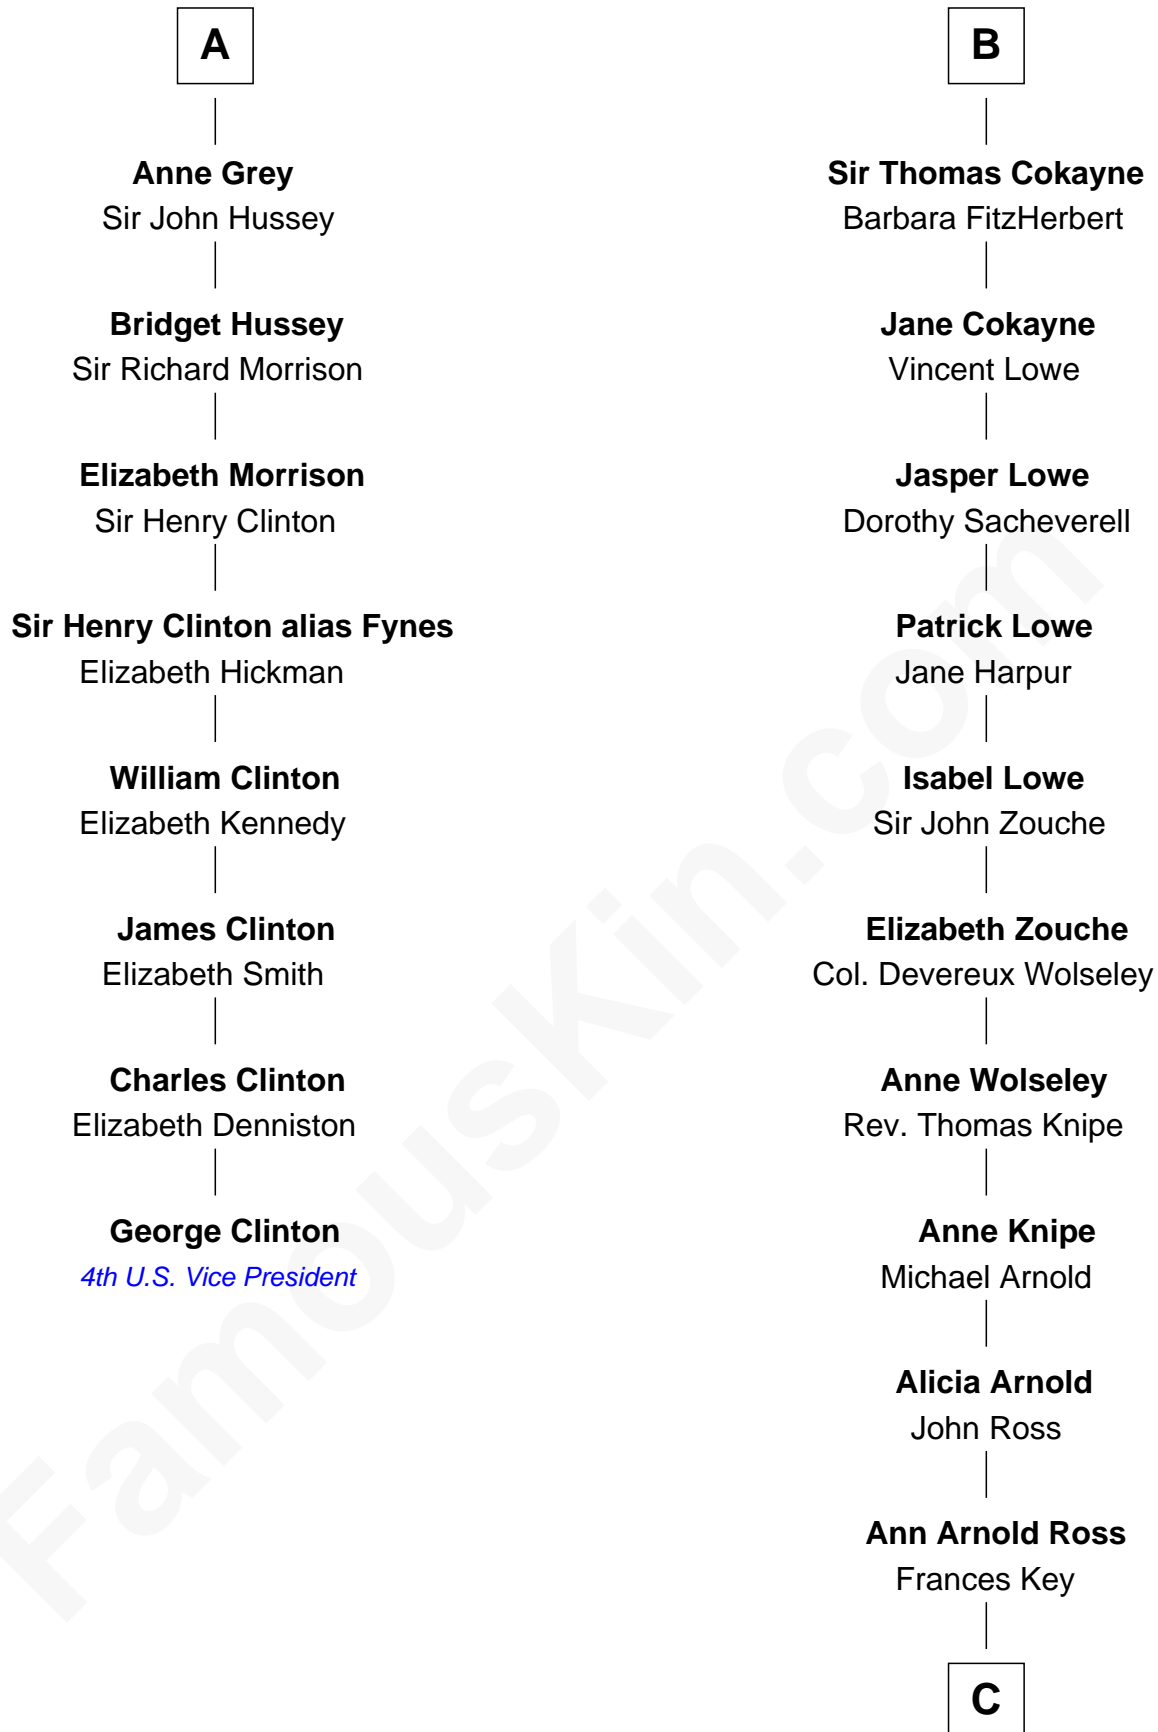 A
Anne Grey
Sir John Hussey
Bridget Hussey
Sir Richard Morrison
Elizabeth Morrison
Sir Henry Clinton
Sir Henry Clinton alias Fynes
Elizabeth Hickman
William Clinton
Elizabeth Kennedy
James Clinton
Elizabeth Smith
Charles Clinton
Elizabeth Denniston
George Clinton
4th U.S. Vice President
B
Sir Thomas Cokayne
Barbara FitzHerbert
Jane Cokayne
Vincent Lowe
Jasper Lowe
Dorothy Sacheverell
Patrick Lowe
Jane Harpur
Isabel Lowe
Sir John Zouche
Elizabeth Zouche
Col. Devereux Wolseley
Anne Wolseley
Rev. Thomas Knipe
Anne Knipe
Michael Arnold
Alicia Arnold
John Ross
Ann Arnold Ross
Frances Key
C
FamousKin.com